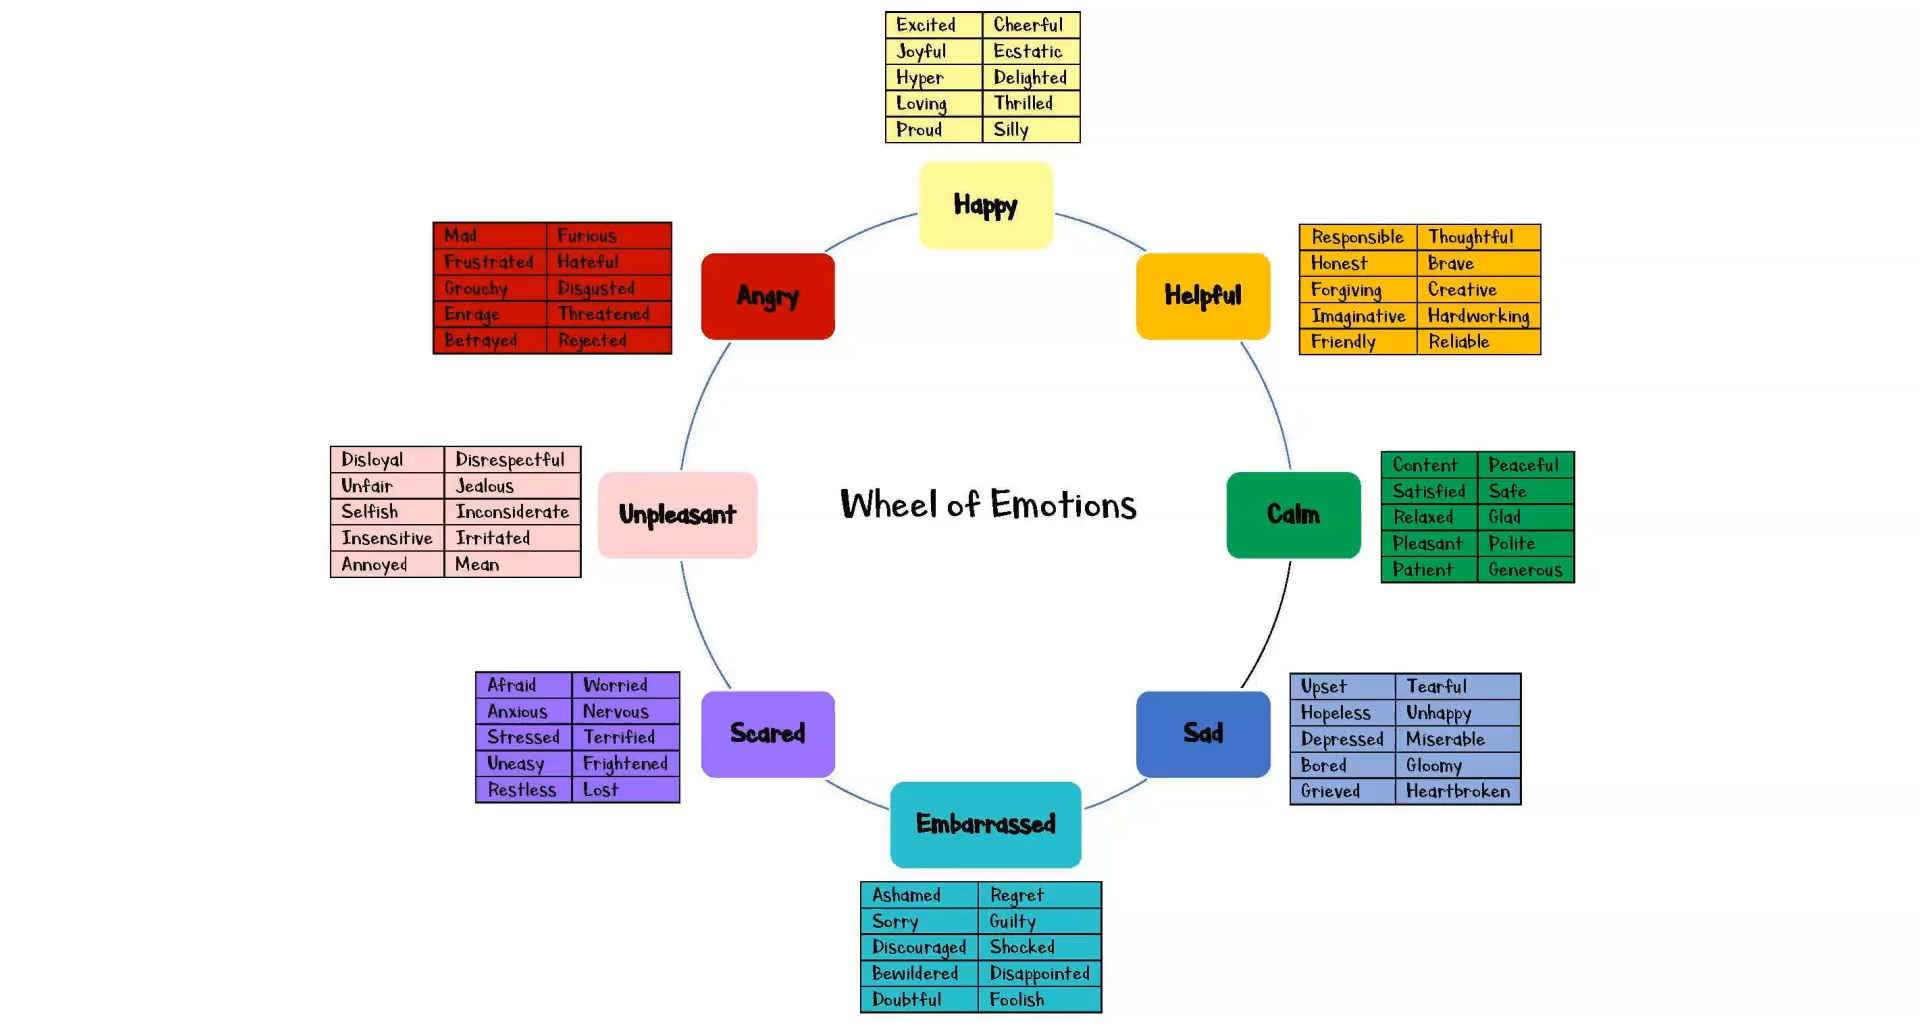 Excited Cheerful
Joyful Ecstatic
Hyper Delighted
Loving Thrilled
Proud Silly
Happy
Mad Furious
Frustrated Hateful
Grouchy Disgusted
Enrage Threatened
Betrayed Rejected
Angry
Helpful
Responsible Thoughtful
Honest Brave
Forgiving Creative
Imaginative Hardworking
Friendly Reliable
Disloyal Disrespectful
Unfair Jealous
Selfish Inconsiderate
Insensitive Irritated
Annoyed Mean
Unpleasant
Wheel of Emotions
Calm
Content Peaceful
Satisfied Safe
Relaxed Glad
Pleasant Polite
Patient Generous
Afraid Worried
Anxious Nervous
Stressed Terrified
Uneasy Frightened
Restless Lost
Scared
Sad
Upset Tearful
Hopeless Unhappy
Depressed Miserable
Bored Gloomy
Grieved Heartbroken
Embarrassed
Ashamed Regret
Sorry Guilty
Discouraged Shocked
Bewildered Disappointed
Doubtful Foolish